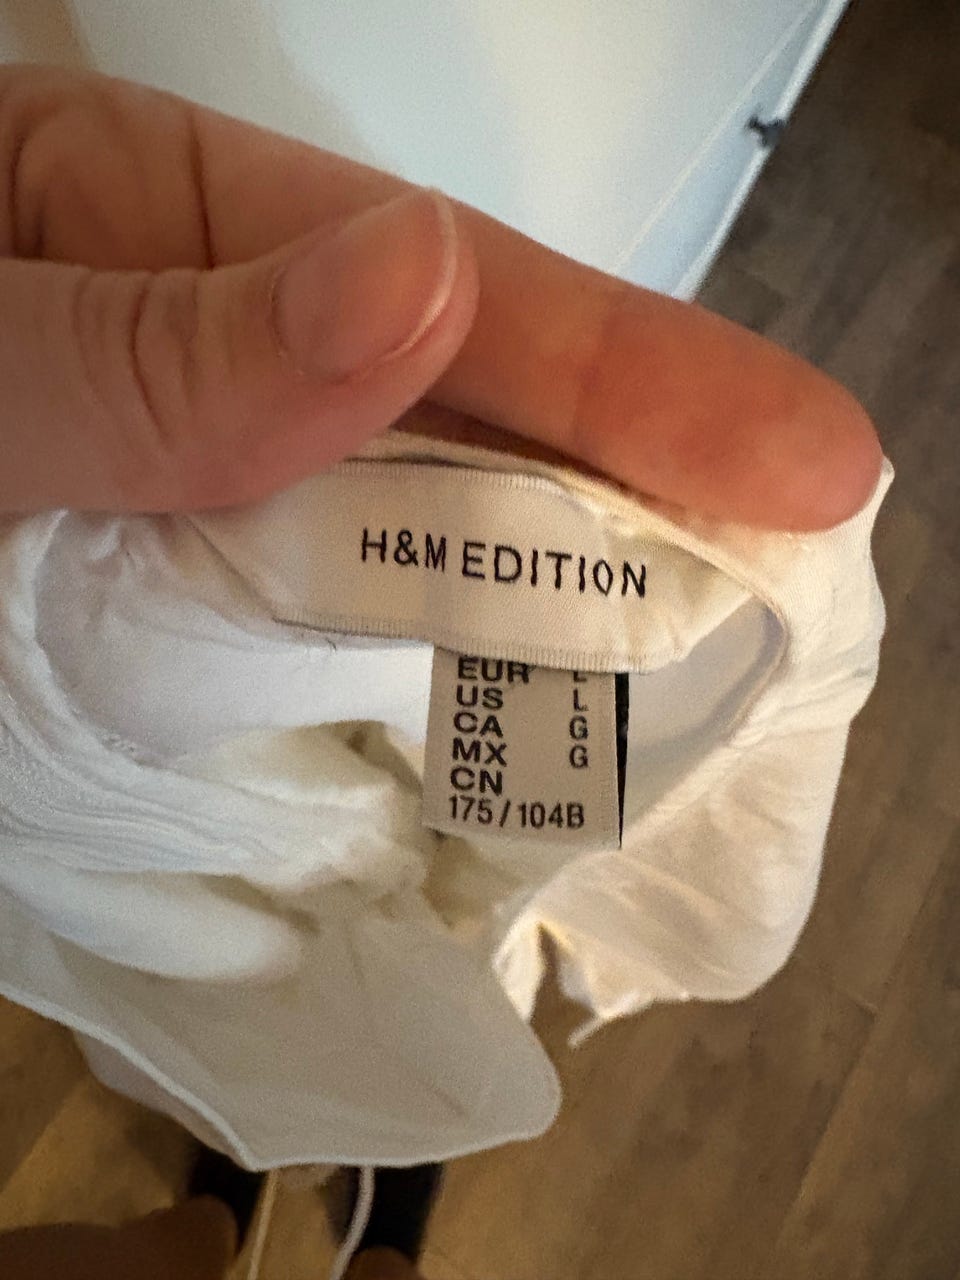 H&M EDITION
EUR L
US L
CA G
MX G
CN
175/104B